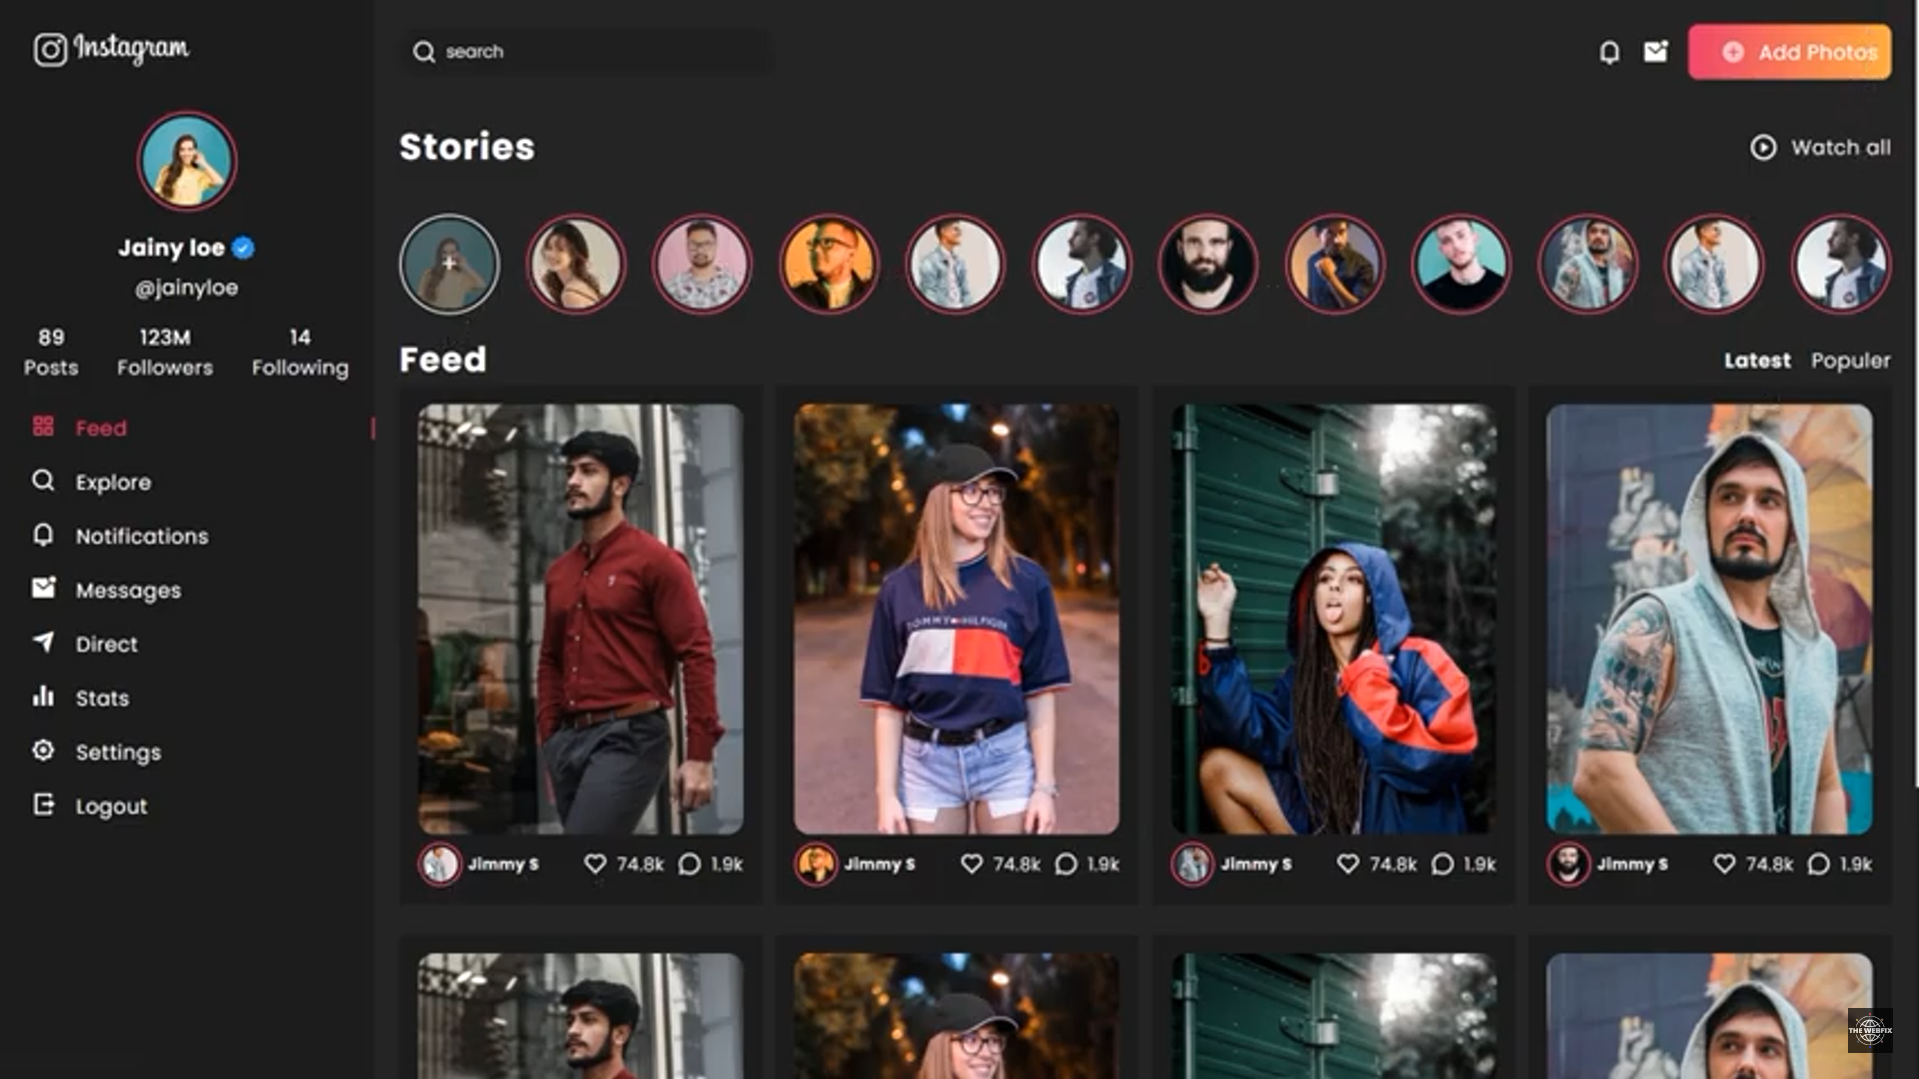 Instagram
search
Add Photos
Jainy loe
@jainyloe
89
123M
14
Posts
Followers
Following
Feed
Explore
Notifications
Messages
Direct
Stats
Settings
Logout
Stories
Watch all
Feed
Latest
Populer
TOMMY HILFIGER
Jimmy S
74.8k
1.9k
Jimmy S
74.8k
1.9k
Jimmy S
74.8k
1.9k
Jimmy S
74.8k
1.9k
THE WEBFIX